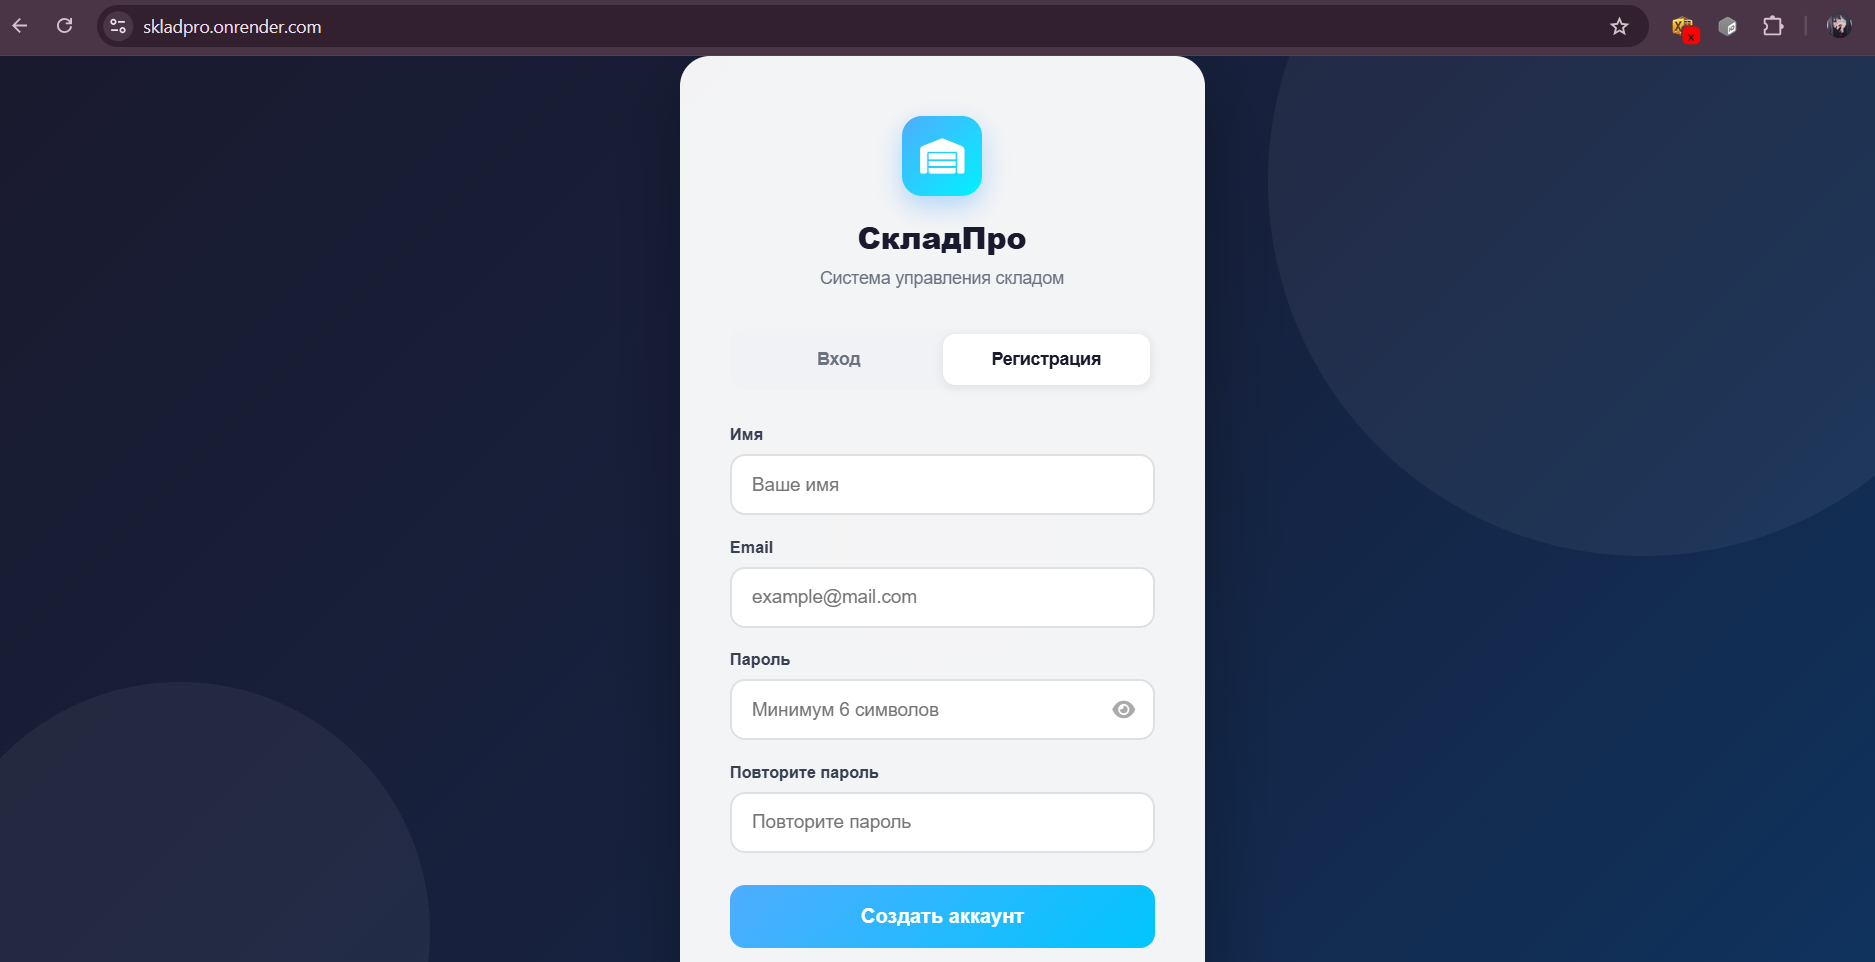 skladpro.onrender.com
СкладПро
Система управления складом
Вход
Регистрация
Имя
Ваше имя
Email
example@mail.com
Пароль
Минимум 6 символов
Повторите пароль
Повторите пароль
Создать аккаунт